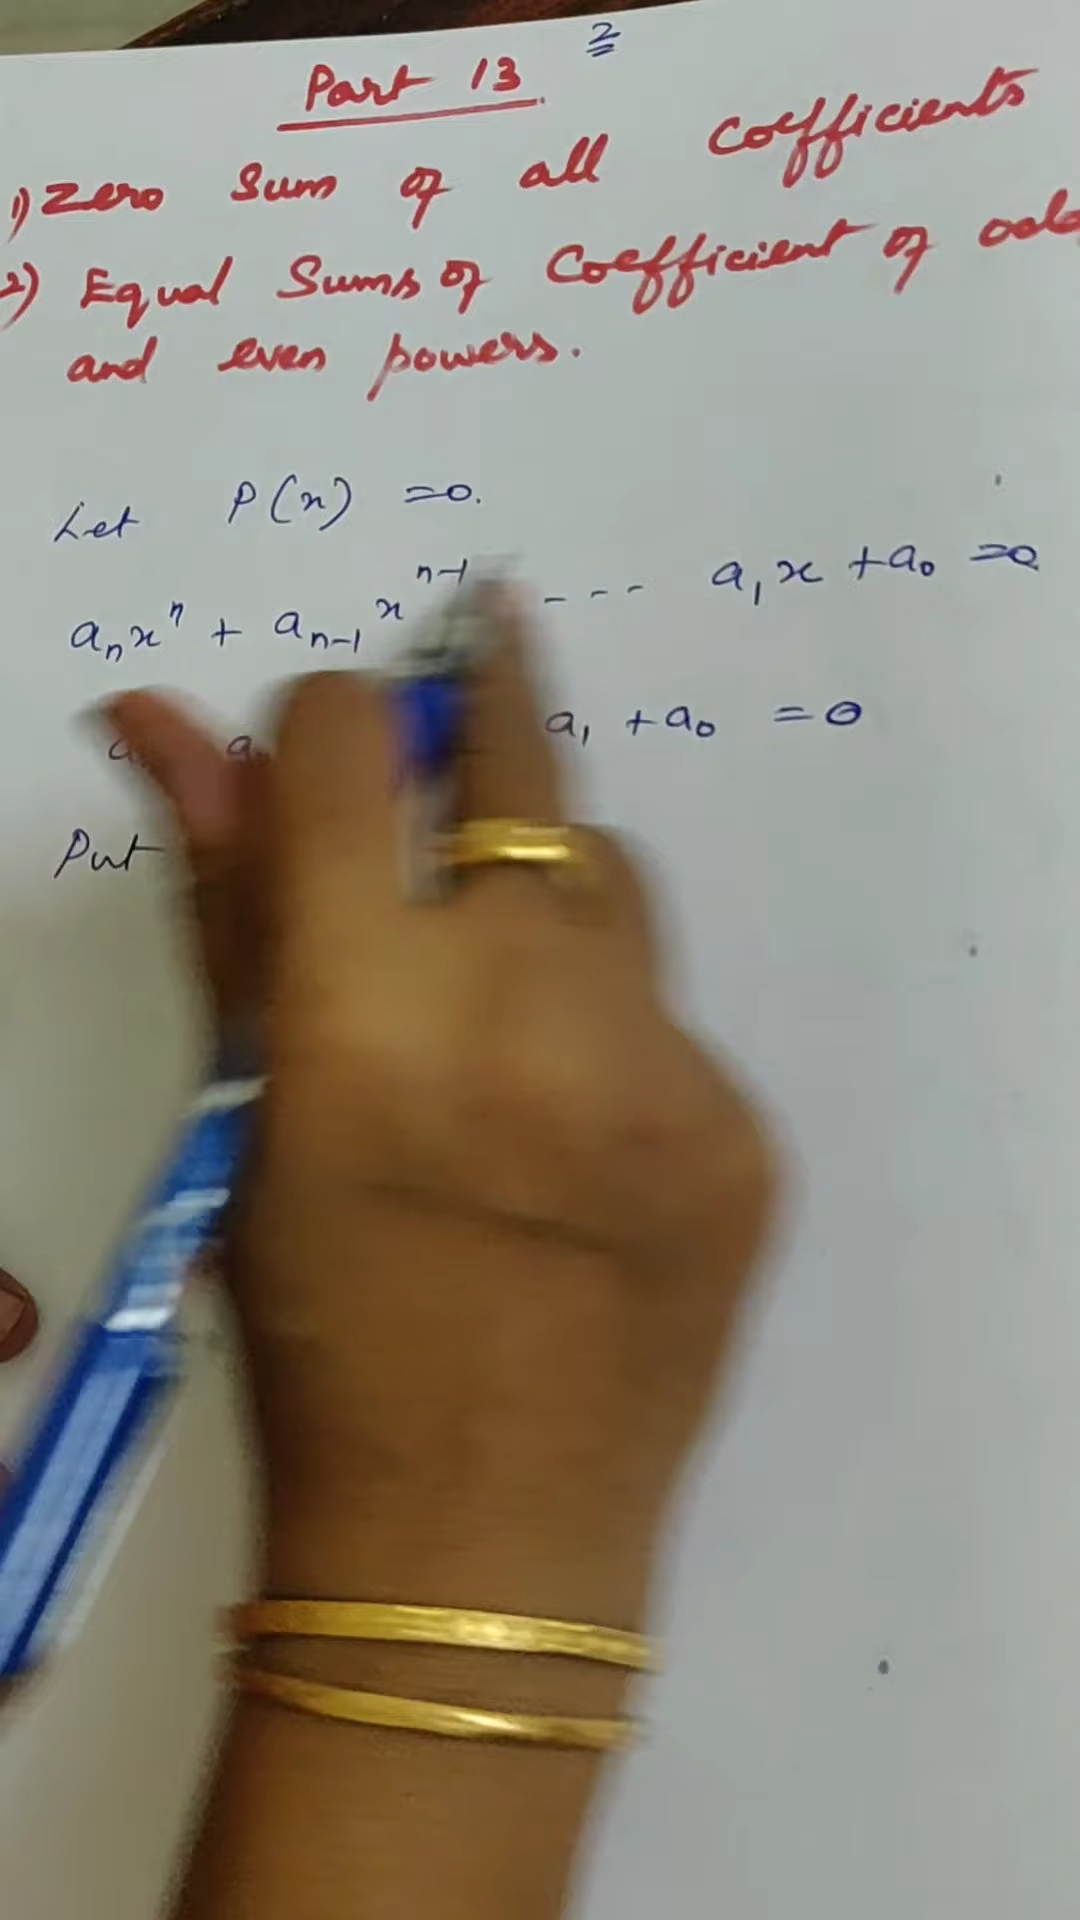 Part 13 2
1) Zero Sum of all Coefficients
2) Equal Sums of Coefficient of
and even powers.
Let P(x) =0.
aₙxⁿ + aₙ₋₁xⁿ⁻¹ ---- a₁x +a₀ =0
a₁ +a₀ =0
Put